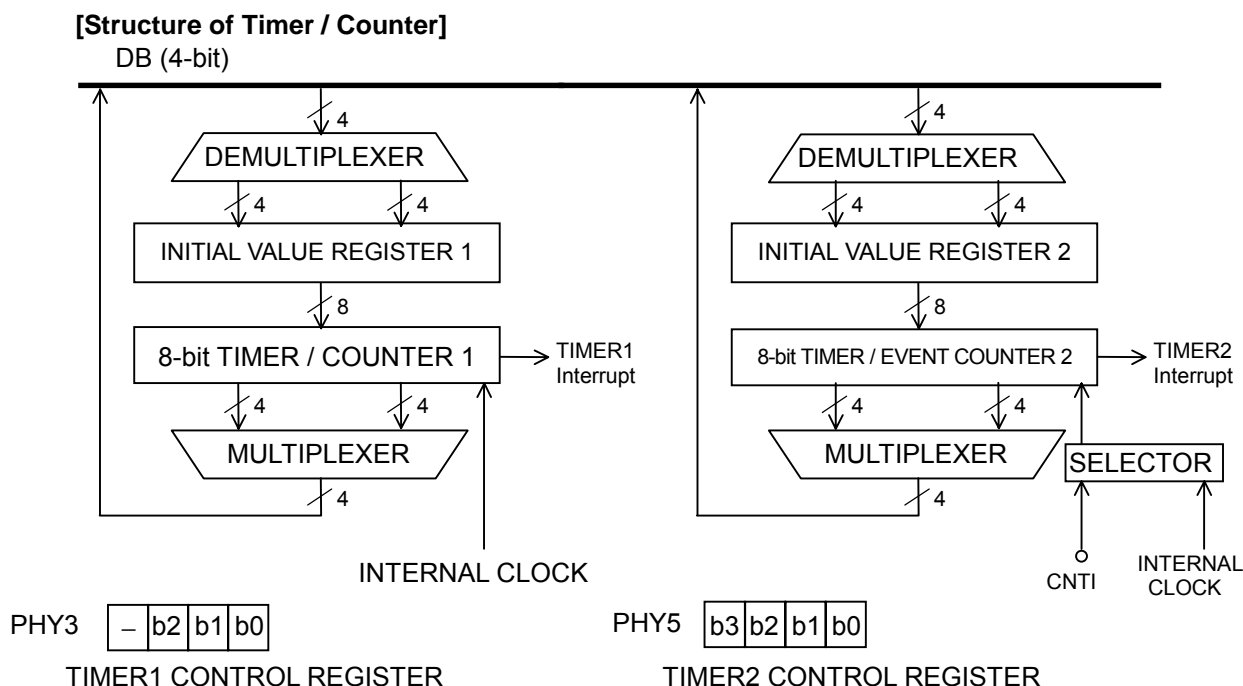 [Structure of Timer / Counter]
DB (4-bit)
4
4
DEMULTIPLEXER
DEMULTIPLEXER
4
4
4
4
INITIAL VALUE REGISTER 1
INITIAL VALUE REGISTER 2
8
8
8-bit TIMER / COUNTER 1
TIMER1
Interrupt
8-bit TIMER / EVENT COUNTER 2
TIMER2
Interrupt
4
4
4
4
MULTIPLEXER
MULTIPLEXER
SELECTOR
4
4
INTERNAL CLOCK
CNTI
INTERNAL
CLOCK
PHY3 – b2 b1 b0
PHY5 b3 b2 b1 b0
TIMER1 CONTROL REGISTER
TIMER2 CONTROL REGISTER